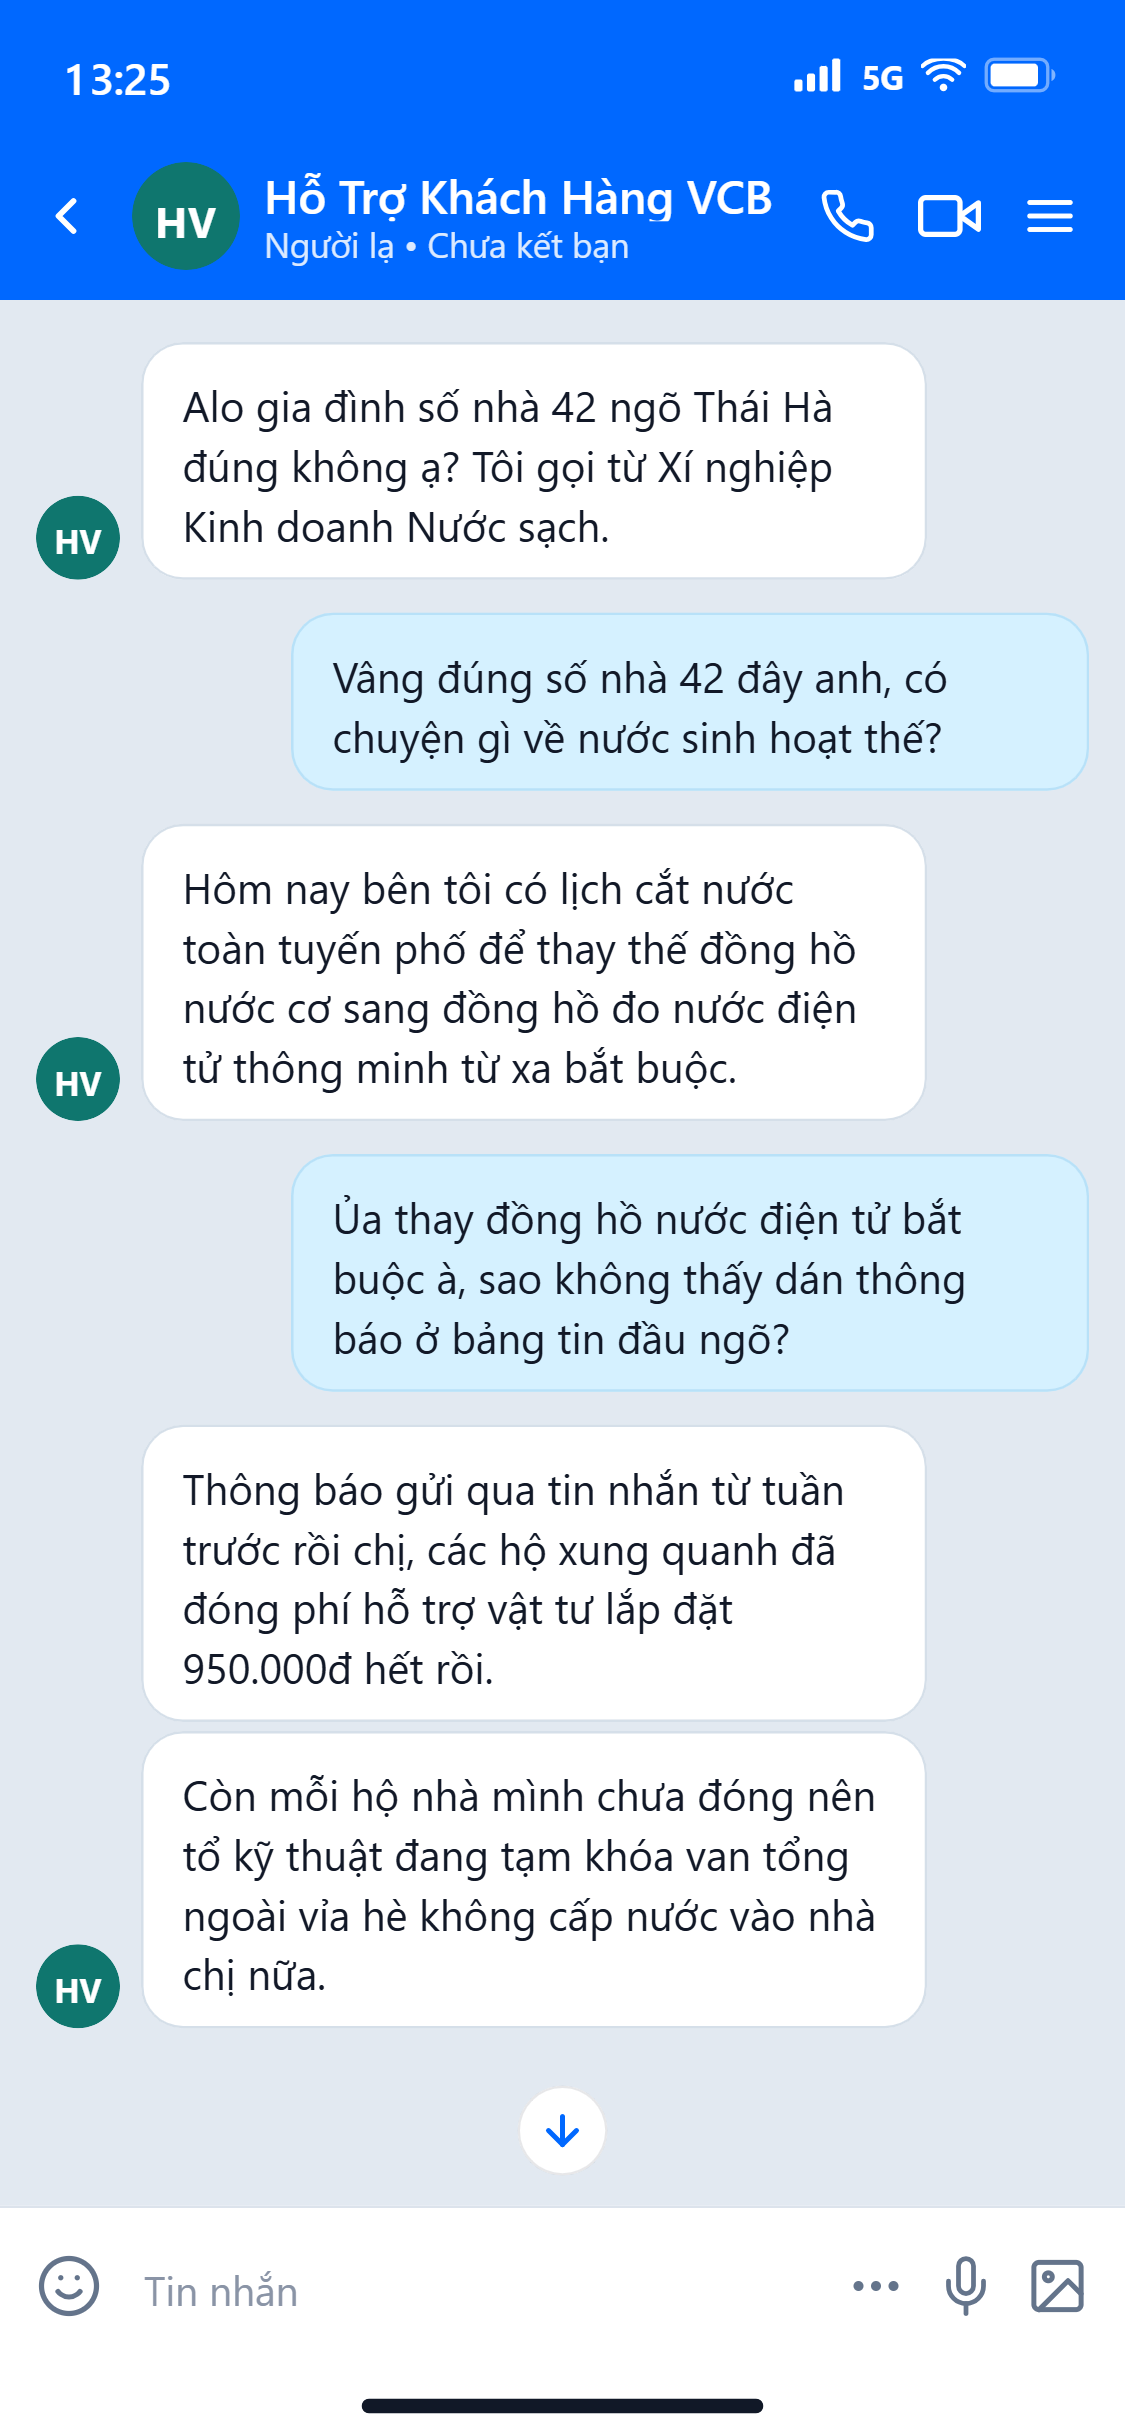 13:25
5G
HV
Hỗ Trợ Khách Hàng VCB
Người lạ • Chưa kết bạn
Alo gia đình số nhà 42 ngõ Thái Hà
đúng không ạ? Tôi gọi từ Xí nghiệp
Kinh doanh Nước sạch.
HV
Vâng đúng số nhà 42 đây anh, có
chuyện gì về nước sinh hoạt thế?
Hôm nay bên tôi có lịch cắt nước
toàn tuyến phố để thay thế đồng hồ
nước cơ sang đồng hồ đo nước điện
tử thông minh từ xa bắt buộc.
HV
Ủa thay đồng hồ nước điện tử bắt
buộc à, sao không thấy dán thông
báo ở bảng tin đầu ngõ?
Thông báo gửi qua tin nhắn từ tuần
trước rồi chị, các hộ xung quanh đã
đóng phí hỗ trợ vật tư lắp đặt
950.000đ hết rồi.
Còn mỗi hộ nhà mình chưa đóng nên
tổ kỹ thuật đang tạm khóa van tổng
ngoài vỉa hè không cấp nước vào nhà
chị nữa.
HV
Tin nhắn